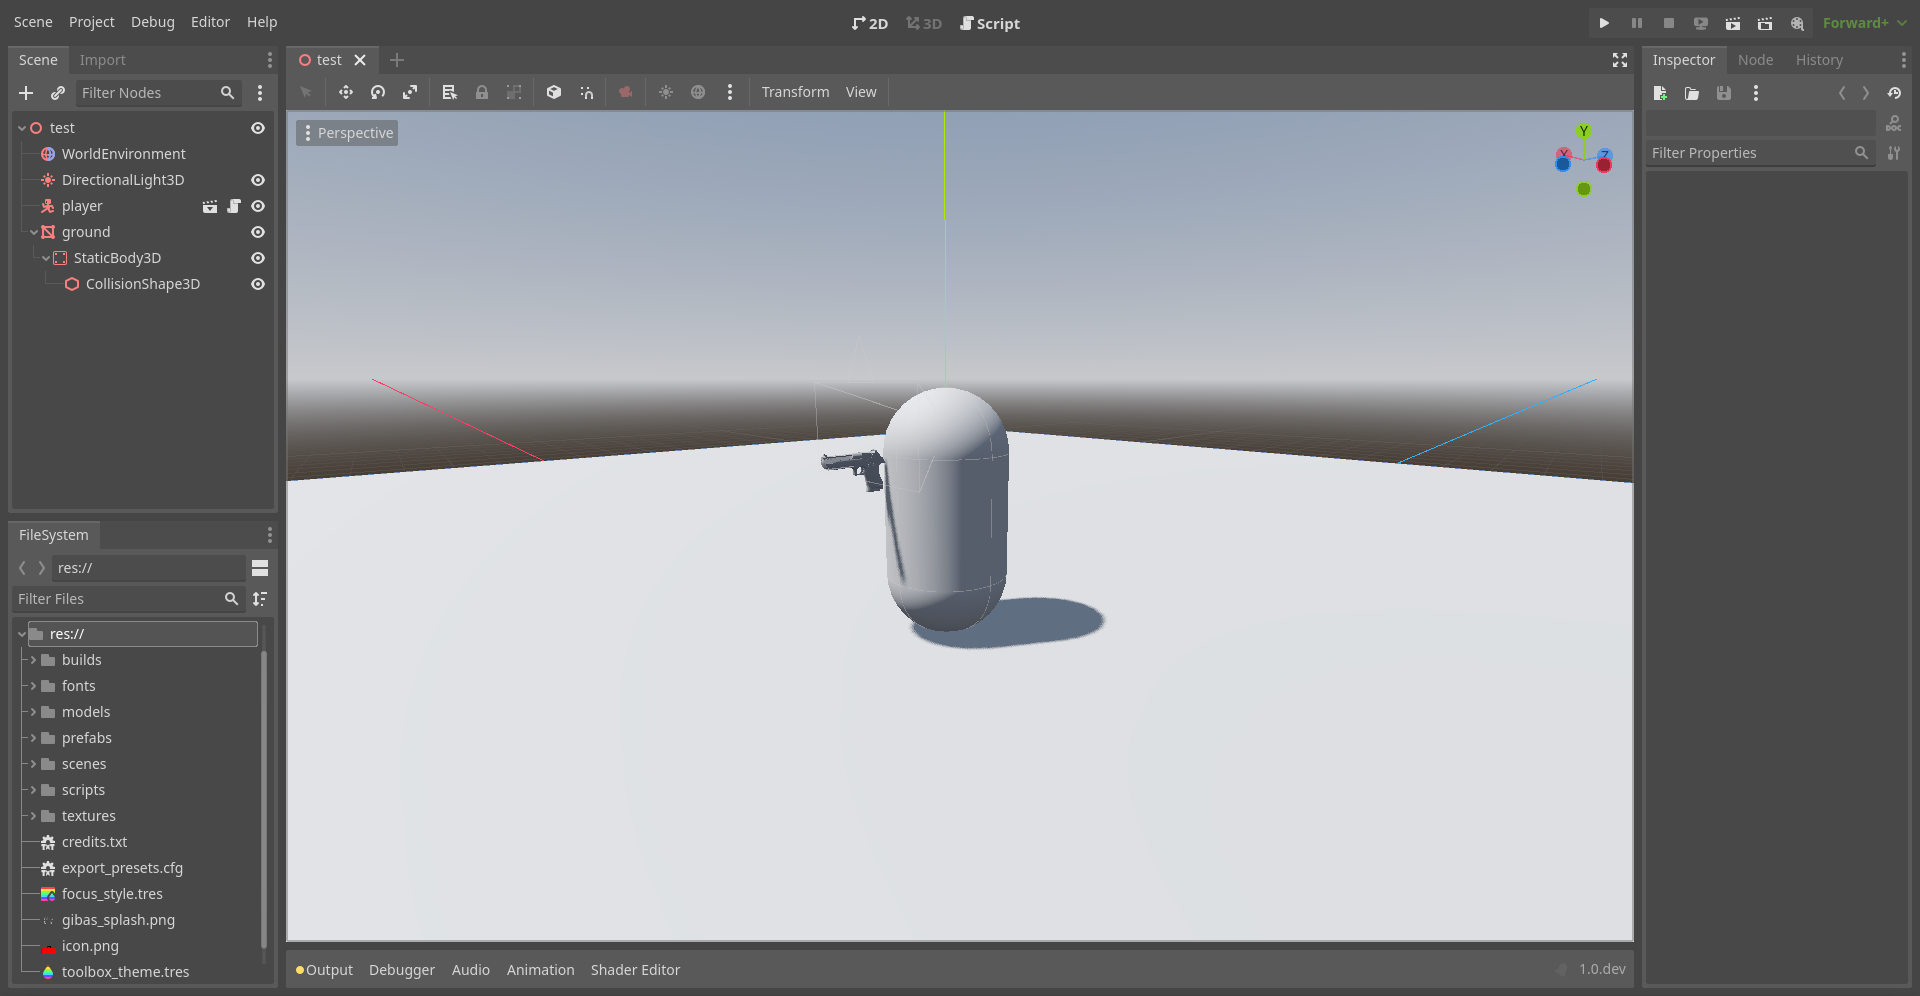 Scene Project Debug Editor Help
2D 3D Script
Forward+
Scene Import
Filter Nodes
test
WorldEnvironment
DirectionalLight3D
player
ground
StaticBody3D
CollisionShape3D
FileSystem
res://
Filter Files
res://
builds
fonts
models
prefabs
scenes
scripts
textures
credits.txt
export_presets.cfg
focus_style.tres
gibas_splash.png
icon.png
toolbox_theme.tres
test
Transform View
Perspective
Y
X Z
Output Debugger Audio Animation Shader Editor
1.0.dev
Inspector Node History
DOC
Filter Properties